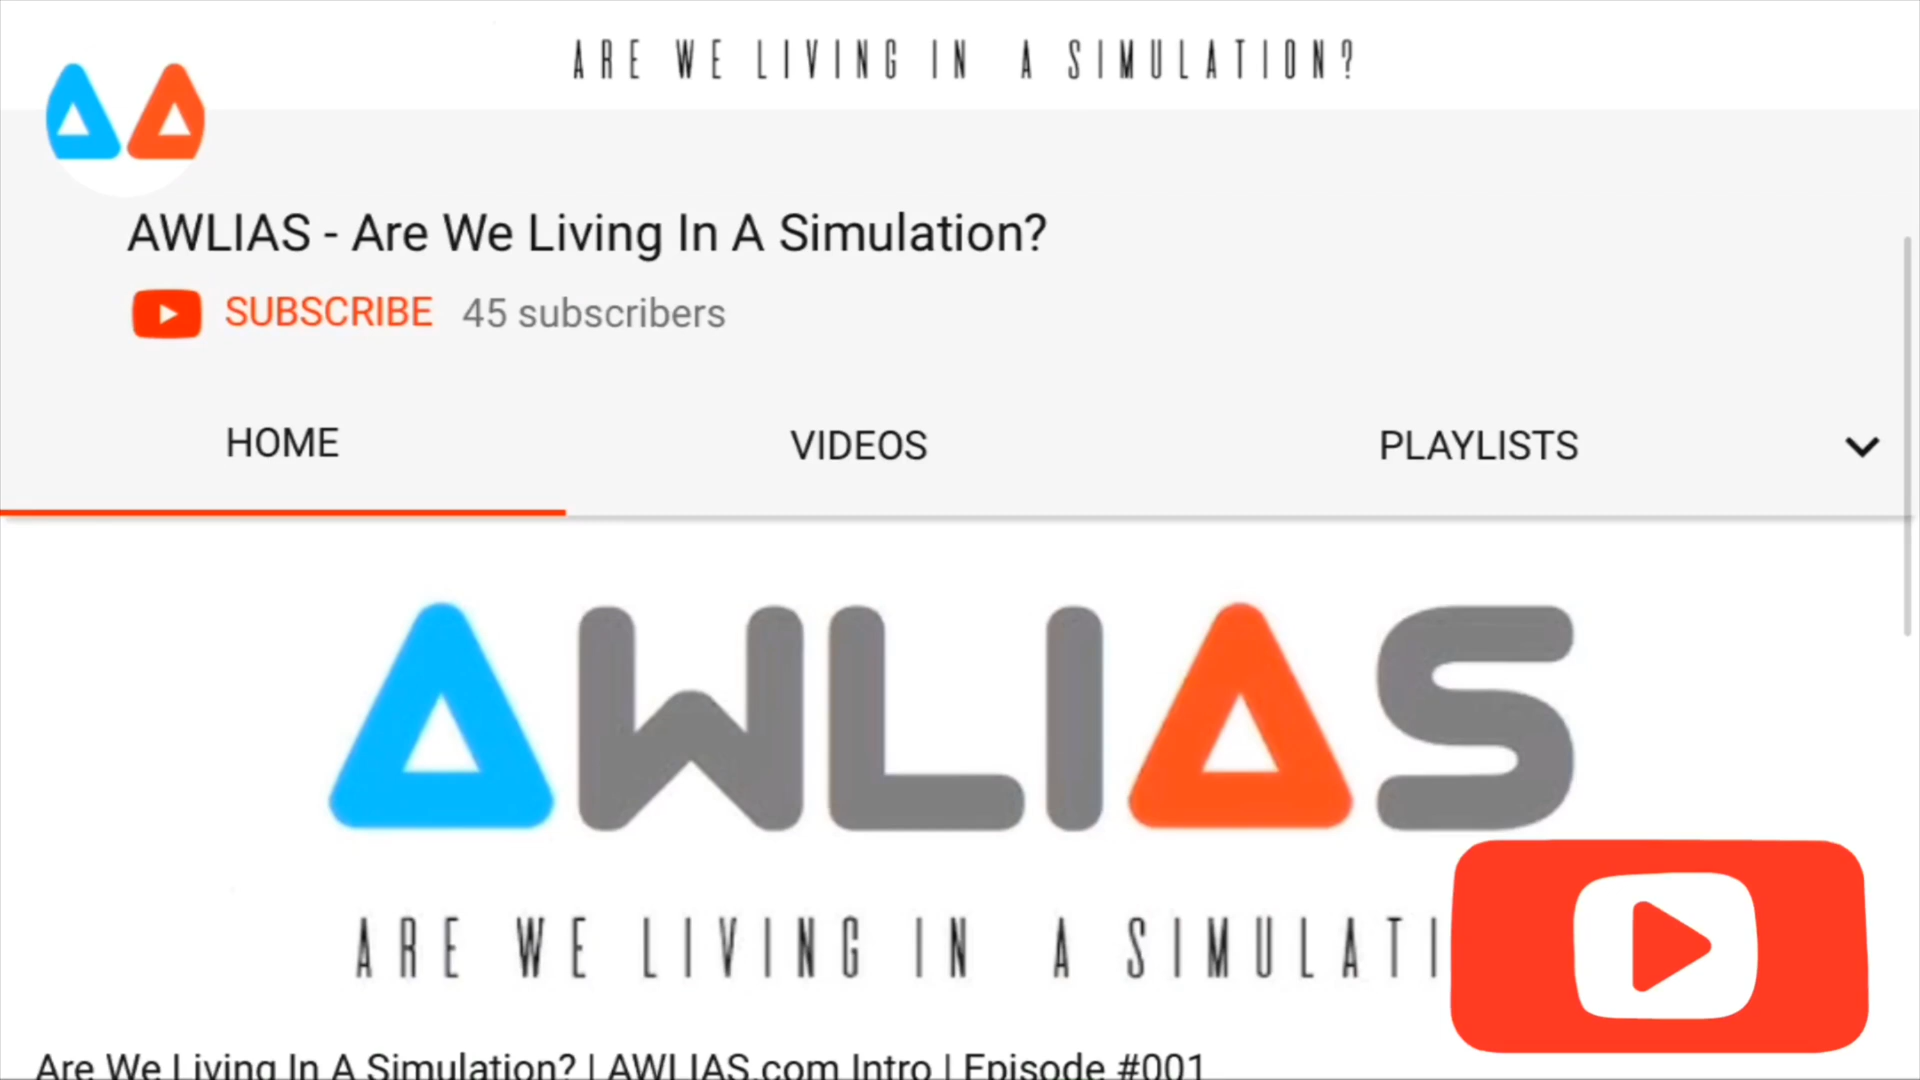 ARE WE LIVING IN A SIMULATION?
AWLIAS - Are We Living In A Simulation?
SUBSCRIBE 45 subscribers
HOME VIDEOS PLAYLISTS
AWLIAS
ARE WE LIVING IN A SIMULATI
Are We Living In A Simulation? | AWLIAS.com Intro | Episode #001